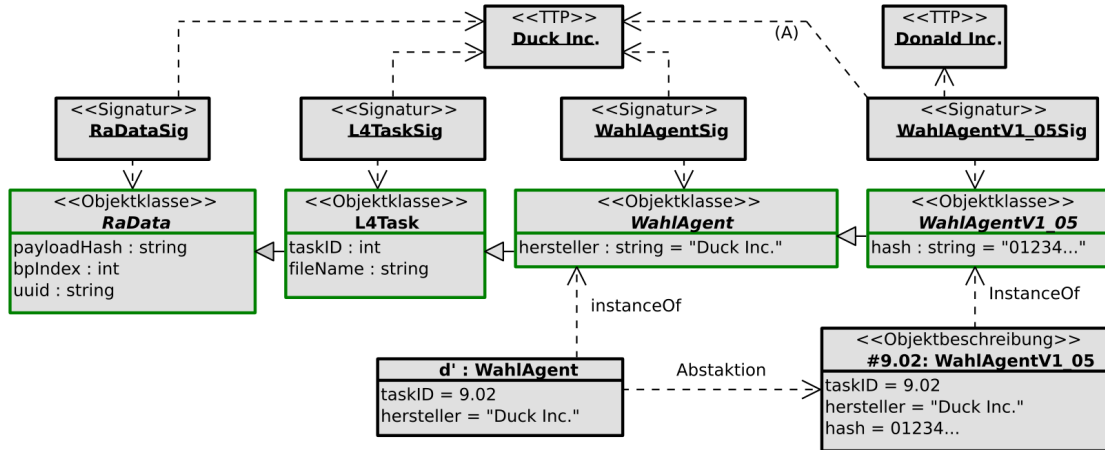 <<TTP>>
Duck Inc.
<<TTP>>
Donald Inc.
(A)
<<Signatur>>
RaDataSig
<<Signatur>>
L4TaskSig
<<Signatur>>
WahlAgentSig
<<Signatur>>
WahlAgentV1_05Sig
<<Objektklasse>>
RaData
payloadHash : string
bpIndex : int
uuid : string
<<Objektklasse>>
L4Task
taskID : int
fileName : string
<<Objektklasse>>
WahlAgent
hersteller : string = "Duck Inc."
<<Objektklasse>>
WahlAgentV1_05
hash : string = "01234..."
instanceOf
InstanceOf
d' : WahlAgent
taskID = 9.02
hersteller = "Duck Inc."
Abstaktion
<<Objektbeschreibung>>
#9.02: WahlAgentV1_05
taskID = 9.02
hersteller = "Duck Inc."
hash = 01234...